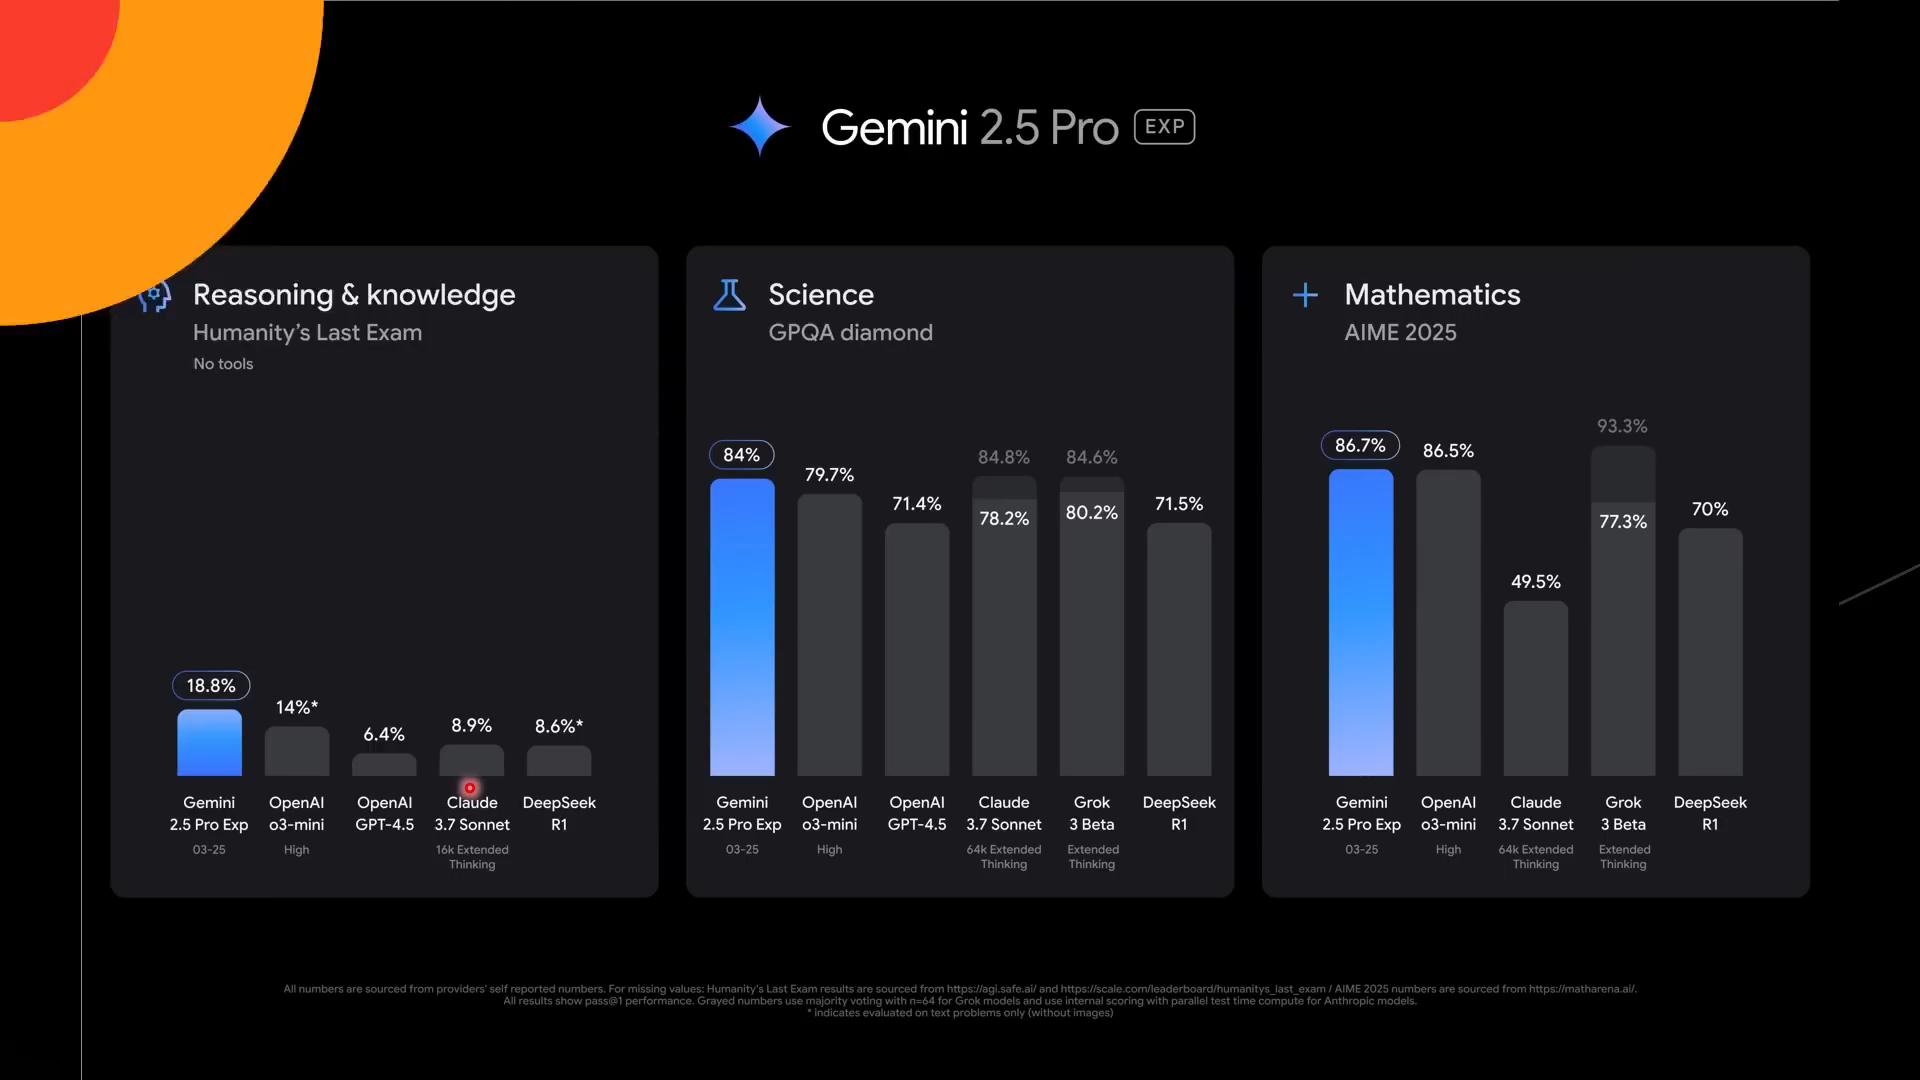 Gemini 2.5 Pro EXP
Reasoning & knowledge
Humanity's Last Exam
No tools
18.8%
14%*
6.4%
8.9%
8.6%*
Gemini
2.5 Pro Exp
03-25
OpenAI
o3-mini
High
OpenAI
GPT-4.5
Claude
3.7 Sonnet
16k Extended
Thinking
DeepSeek
R1
Science
GPQA diamond
84%
79.7%
71.4%
84.8%
78.2%
84.6%
80.2%
71.5%
Gemini
2.5 Pro Exp
03-25
OpenAI
o3-mini
High
OpenAI
GPT-4.5
Claude
3.7 Sonnet
64k Extended
Thinking
Grok
3 Beta
Extended
Thinking
DeepSeek
R1
Mathematics
AIME 2025
86.7%
86.5%
49.5%
93.3%
77.3%
70%
Gemini
2.5 Pro Exp
03-25
OpenAI
o3-mini
High
Claude
3.7 Sonnet
64k Extended
Thinking
Grok
3 Beta
Extended
Thinking
DeepSeek
R1
All numbers are sourced from providers' self reported numbers. For missing values: Humanity's Last Exam results are sourced from https://agi.safe.ai/ and https://scale.com/leaderboard/humanitys_last_exam / AIME 2025 numbers are sourced from https://matharena.ai/.
All results show pass@1 performance. Grayed numbers use majority voting with n=64 for Grok models and use internal scoring with parallel test time compute for Anthropic models.
* indicates evaluated on text problems only (without images)